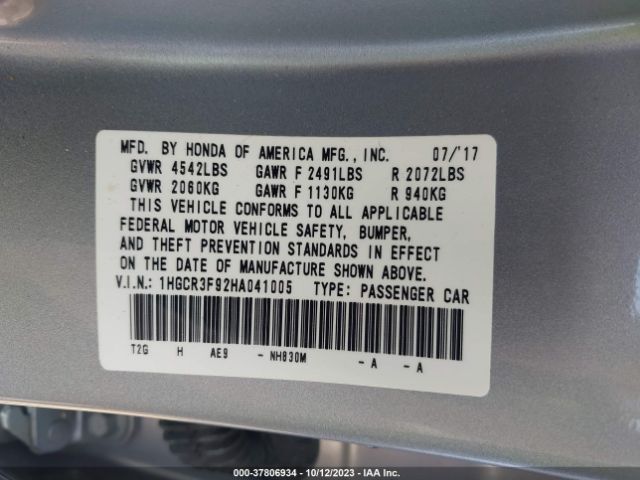 MFD. BY HONDA OF AMERICA MFG., INC. 07/'17
GVWR 4542LBS GAWR F 2491LBS R 2072LBS
GVWR 2060KG GAWR F 1130KG R 940KG
THIS VEHICLE CONFORMS TO ALL APPLICABLE
FEDERAL MOTOR VEHICLE SAFETY, BUMPER,
AND THEFT PREVENTION STANDARDS IN EFFECT
ON THE DATE OF MANUFACTURE SHOWN ABOVE.
V.I.N.: 1HGCR3F92HA041005 TYPE: PASSENGER CAR
T2G H AE9 - NH830M - A - A
000-37806934 - 10/12/2023 - IAA Inc.